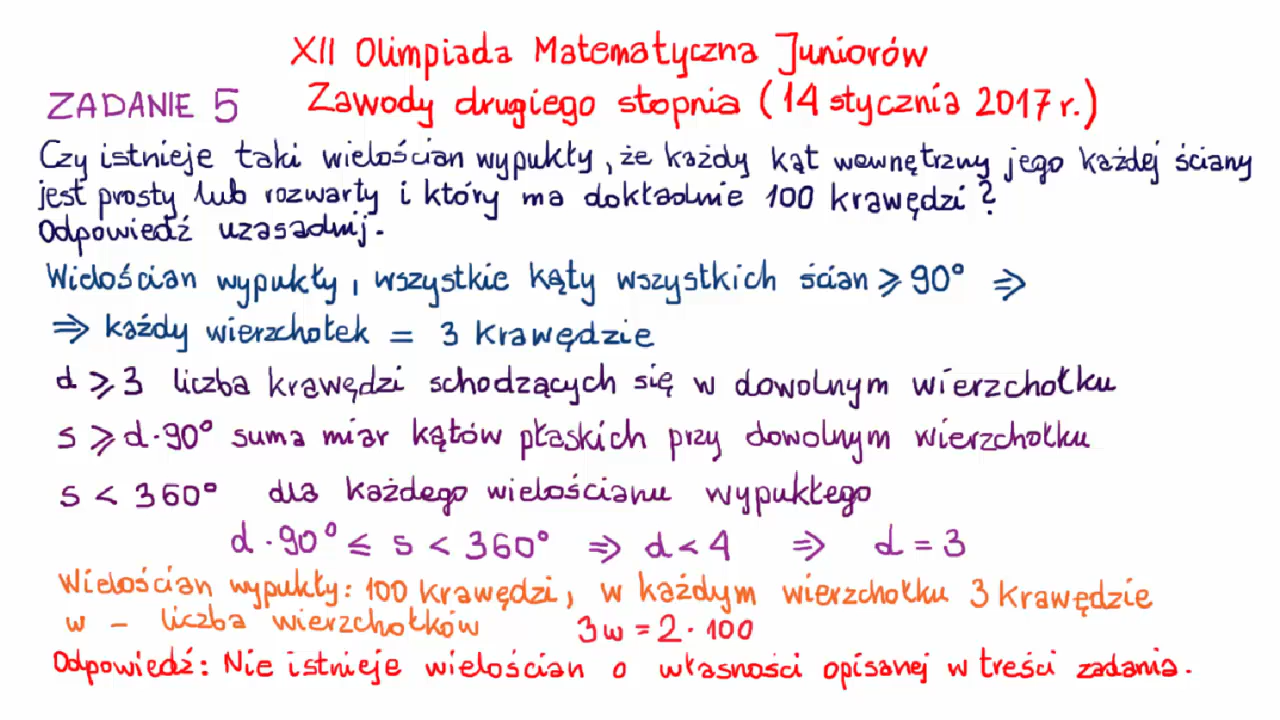 XII Olimpiada Matematyczna Juniorów
ZADANIE 5 Zawody drugiego stopnia (14 stycznia 2017 r.)
Czy istnieje taki wielościan wypukły, że każdy kąt wewnętrzny jego każdej ściany
jest prosty lub rozwarty i który ma dokładnie 100 krawędzi?
Odpowiedź uzasadnij.
Wielościan wypukły, wszystkie kąty wszystkich ścian ⩾ 90° ⇒
⇒ każdy wierzchołek = 3 krawędzie
d ⩾ 3 liczba krawędzi schodzących się w dowolnym wierzchołku
s ⩾ d·90° suma miar kątów płaskich przy dowolnym wierzchołku
s < 360° dla każdego wielościanu wypukłego
d·90° ⩽ s < 360° ⇒ d < 4 ⇒ d = 3
Wielościan wypukły: 100 krawędzi, w każdym wierzchołku 3 krawędzie
w – liczba wierzchołków 3w = 2·100
Odpowiedź: Nie istnieje wielościan o własności opisanej w treści zadania.